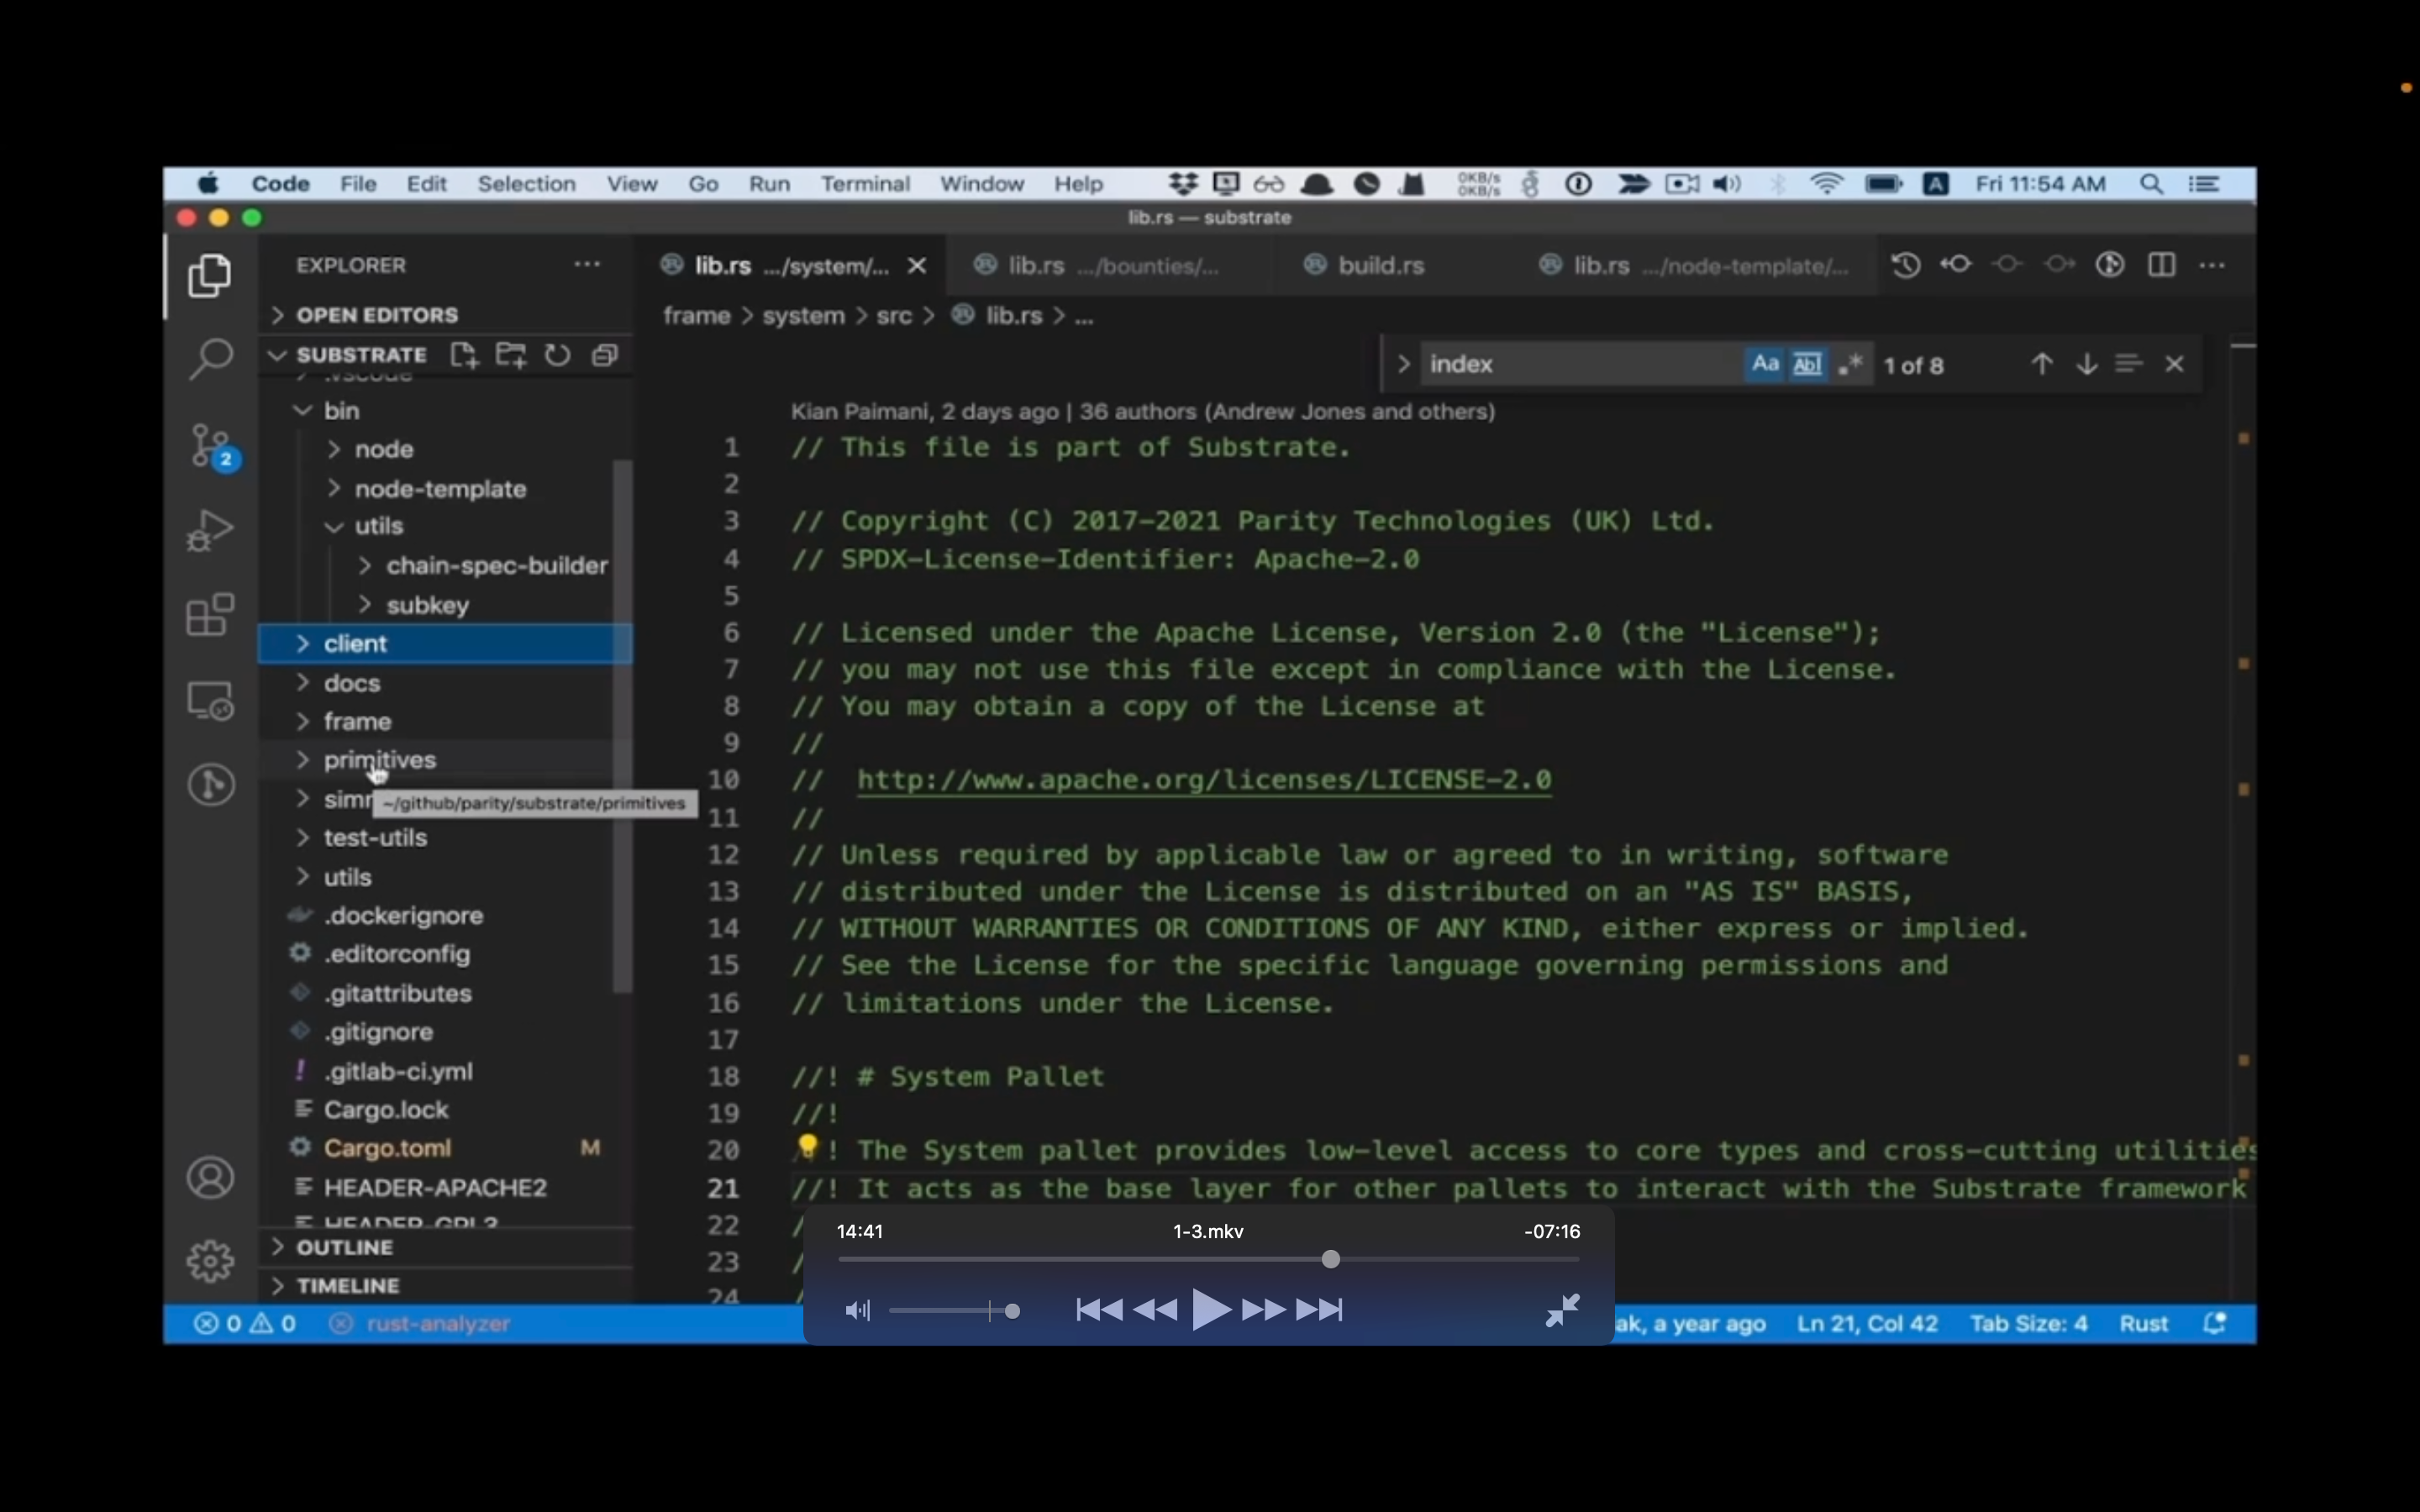 Code File Edit Selection View Go Run Terminal Window Help 0KB/s 0KB/s A Fri 11:54 AM
lib.rs — substrate
EXPLORER
OPEN EDITORS
SUBSTRATE
.vscode
bin
node
node-template
utils
chain-spec-builder
subkey
client
docs
frame
primitives
~/github/parity/substrate/primitives
test-utils
utils
.dockerignore
.editorconfig
.gitattributes
.gitignore
.gitlab-ci.yml
Cargo.lock
Cargo.toml M
HEADER-APACHE2
HEADER-GPL3
OUTLINE
TIMELINE
2
lib.rs .../system/... lib.rs .../bounties/... build.rs lib.rs .../node-template/...
frame > system > src > lib.rs > ...
index Aa Abl .* 1 of 8
Kian Paimani, 2 days ago | 36 authors (Andrew Jones and others)
1 // This file is part of Substrate.
2
3 // Copyright (C) 2017-2021 Parity Technologies (UK) Ltd.
4 // SPDX-License-Identifier: Apache-2.0
5
6 // Licensed under the Apache License, Version 2.0 (the "License");
7 // you may not use this file except in compliance with the License.
8 // You may obtain a copy of the License at
9 //
10 // http://www.apache.org/licenses/LICENSE-2.0
11 //
12 // Unless required by applicable law or agreed to in writing, software
13 // distributed under the License is distributed on an "AS IS" BASIS,
14 // WITHOUT WARRANTIES OR CONDITIONS OF ANY KIND, either express or implied.
15 // See the License for the specific language governing permissions and
16 // limitations under the License.
17
18 //! # System Pallet
19 //!
20 ! The System pallet provides low-level access to core types and cross-cutting utilities
21 //! It acts as the base layer for other pallets to interact with the Substrate framework
22 /
23 /
24 /
14:41 1-3.mkv -07:16
0 0 rust-analyzer
ak, a year ago Ln 21, Col 42 Tab Size: 4 Rust